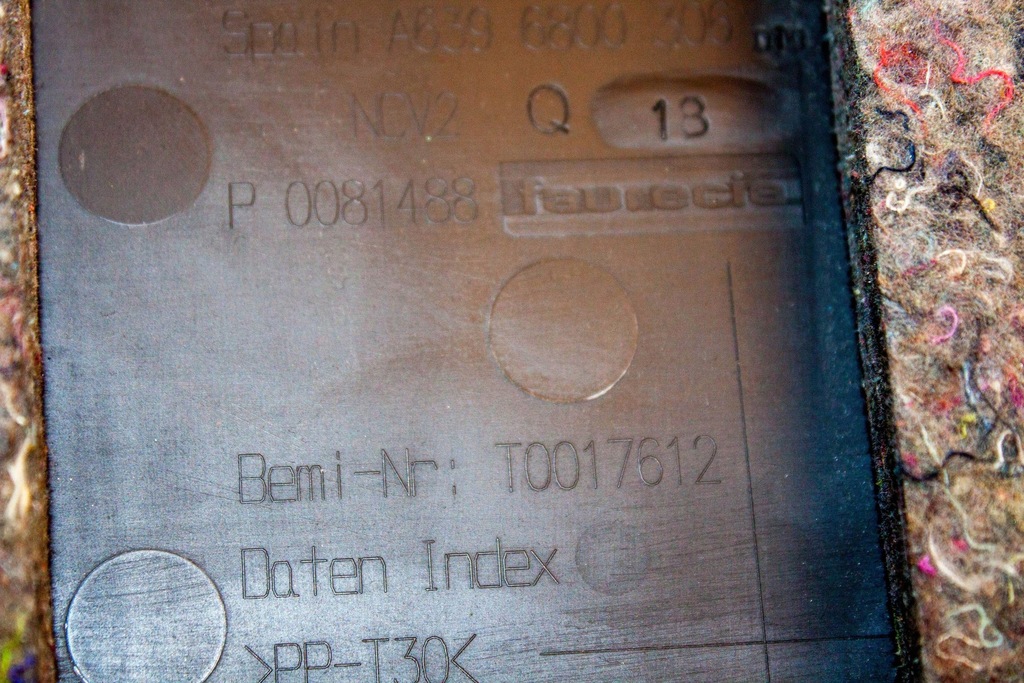 Spain A639 6800 306
NCV2 Q 13
P 0081488 faurecia
Bemi-Nr: T0017612
Daten Index
>PP-T30<